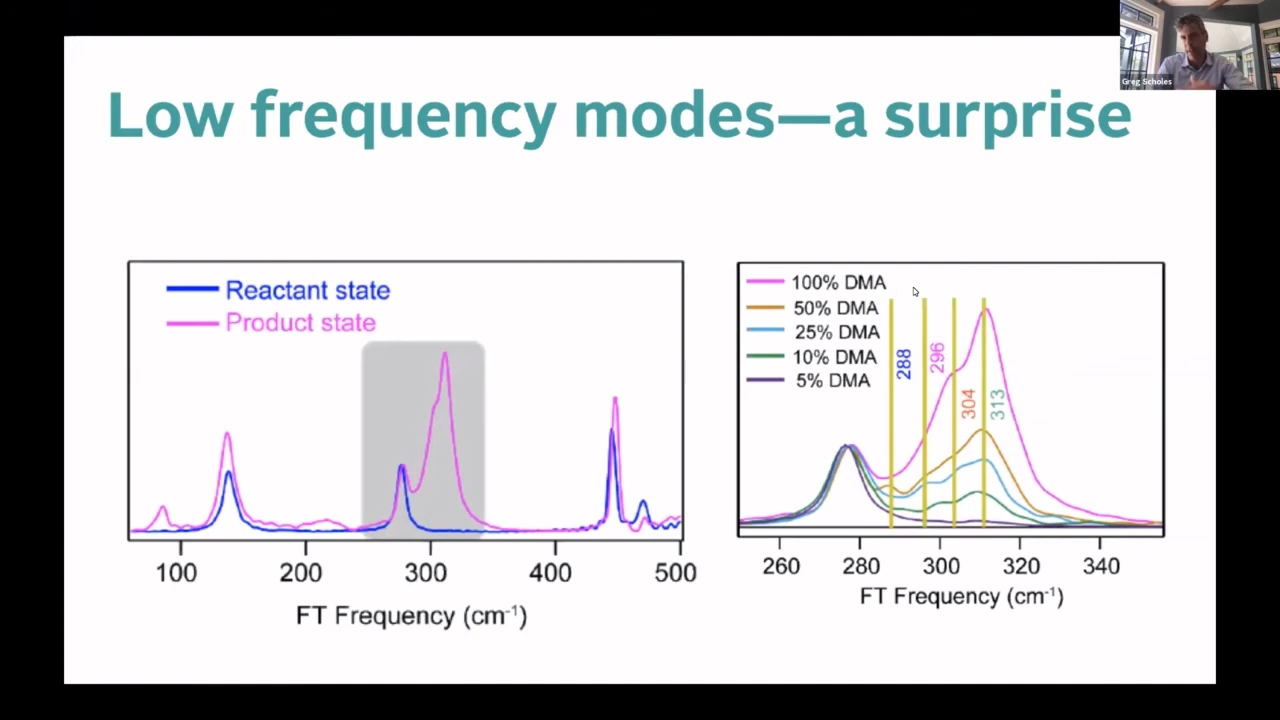 Greg Scholes
Low frequency modes—a surprise
Reactant state
Product state
100 200 300 400 500
FT Frequency (cm⁻¹)
100% DMA
50% DMA
25% DMA
10% DMA
5% DMA
288
296
304
313
260 280 300 320 340
FT Frequency (cm⁻¹)